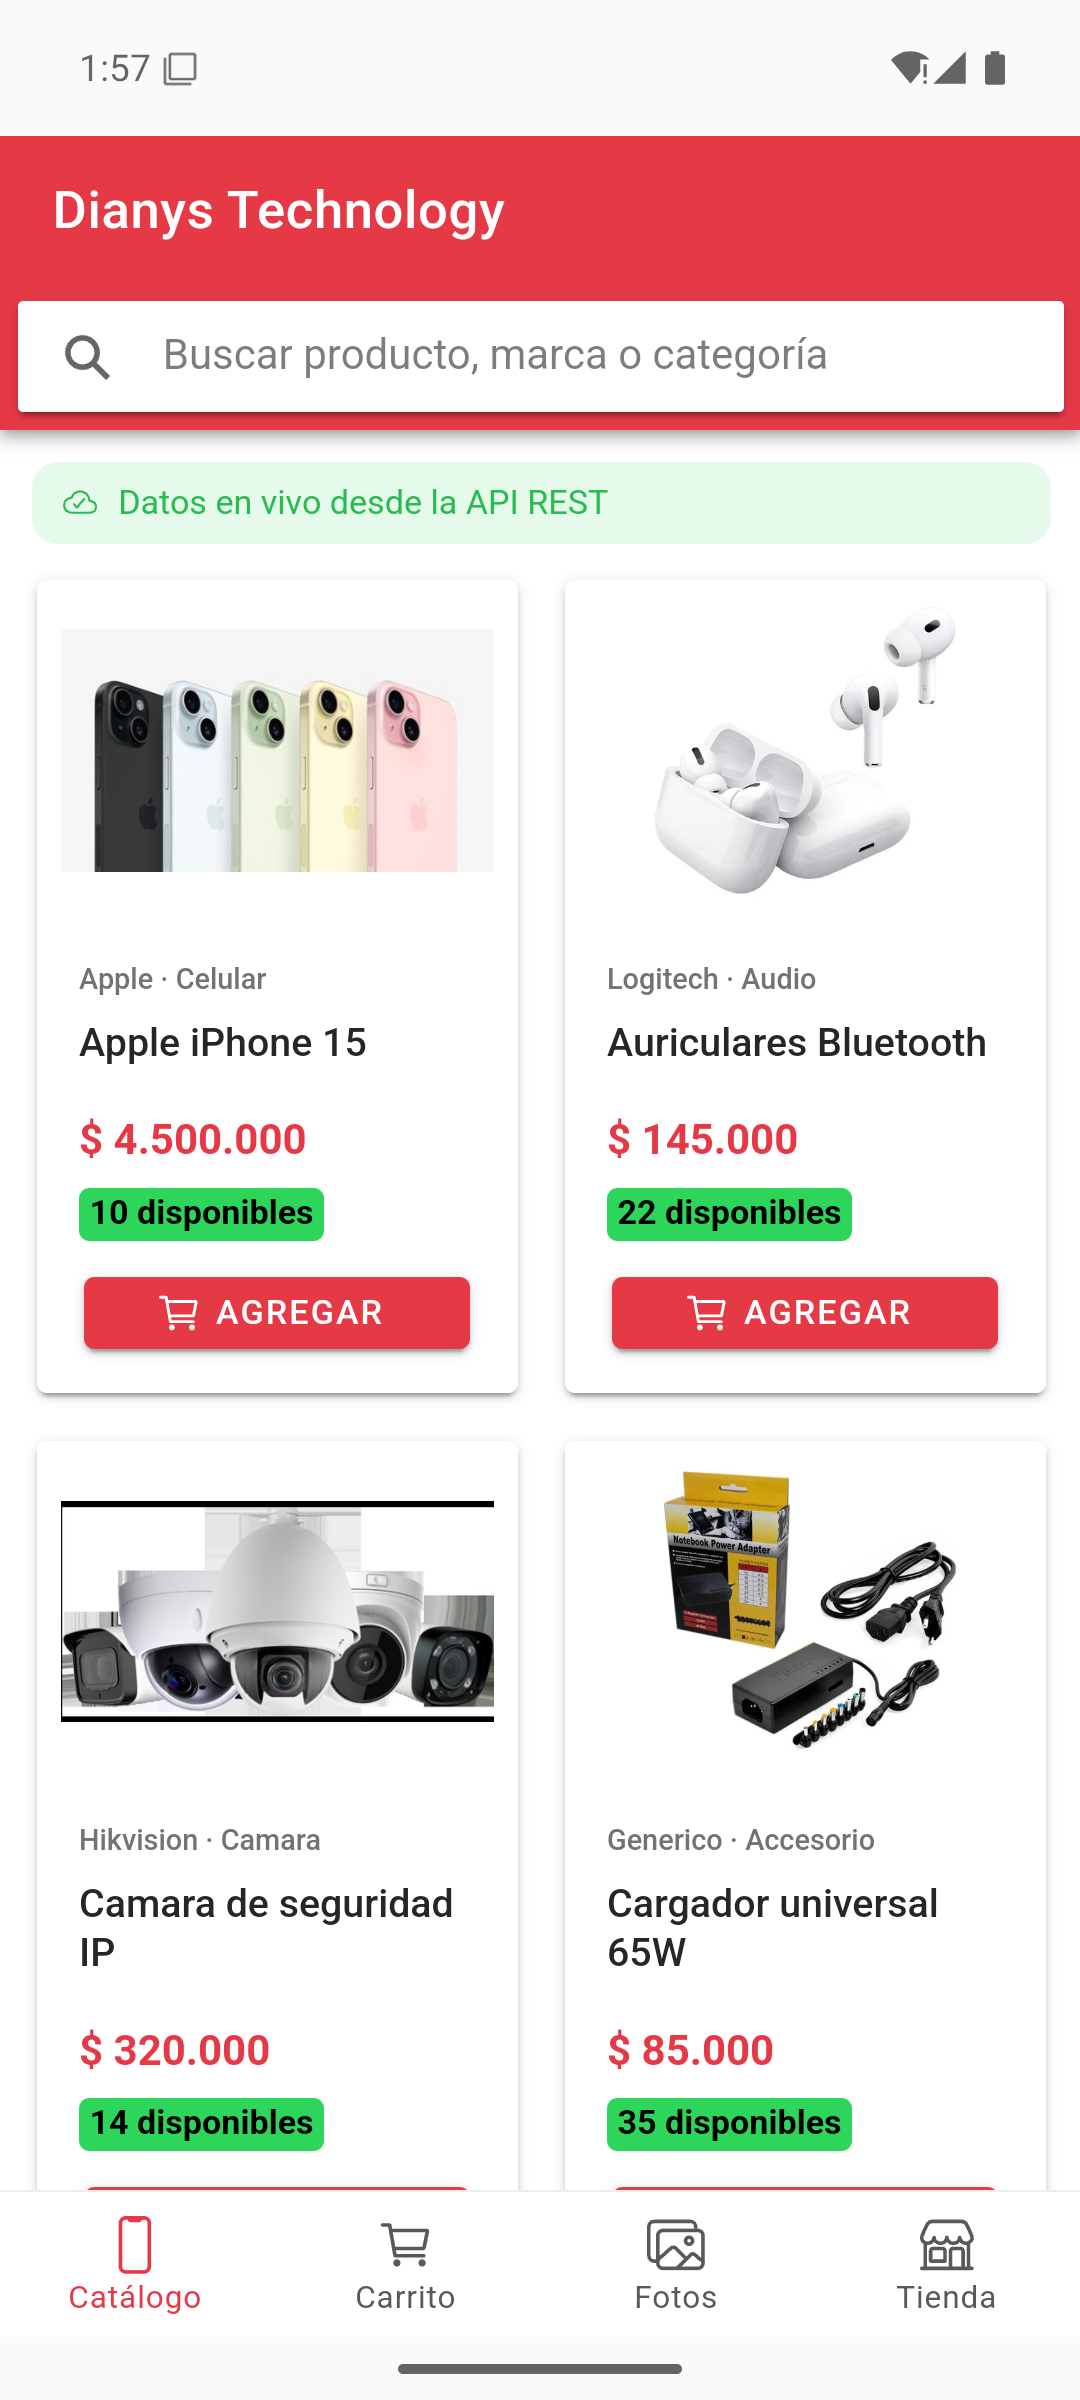 1:57
Dianys Technology
Buscar producto, marca o categoría
Datos en vivo desde la API REST
Apple · Celular
Apple iPhone 15
$ 4.500.000
10 disponibles
AGREGAR
Logitech · Audio
Auriculares Bluetooth
$ 145.000
22 disponibles
AGREGAR
Notebook Power Adapter
Hikvision · Camara
Camara de seguridad
IP
$ 320.000
14 disponibles
Generico · Accesorio
Cargador universal
65W
$ 85.000
35 disponibles
Catálogo
Carrito
Fotos
Tienda